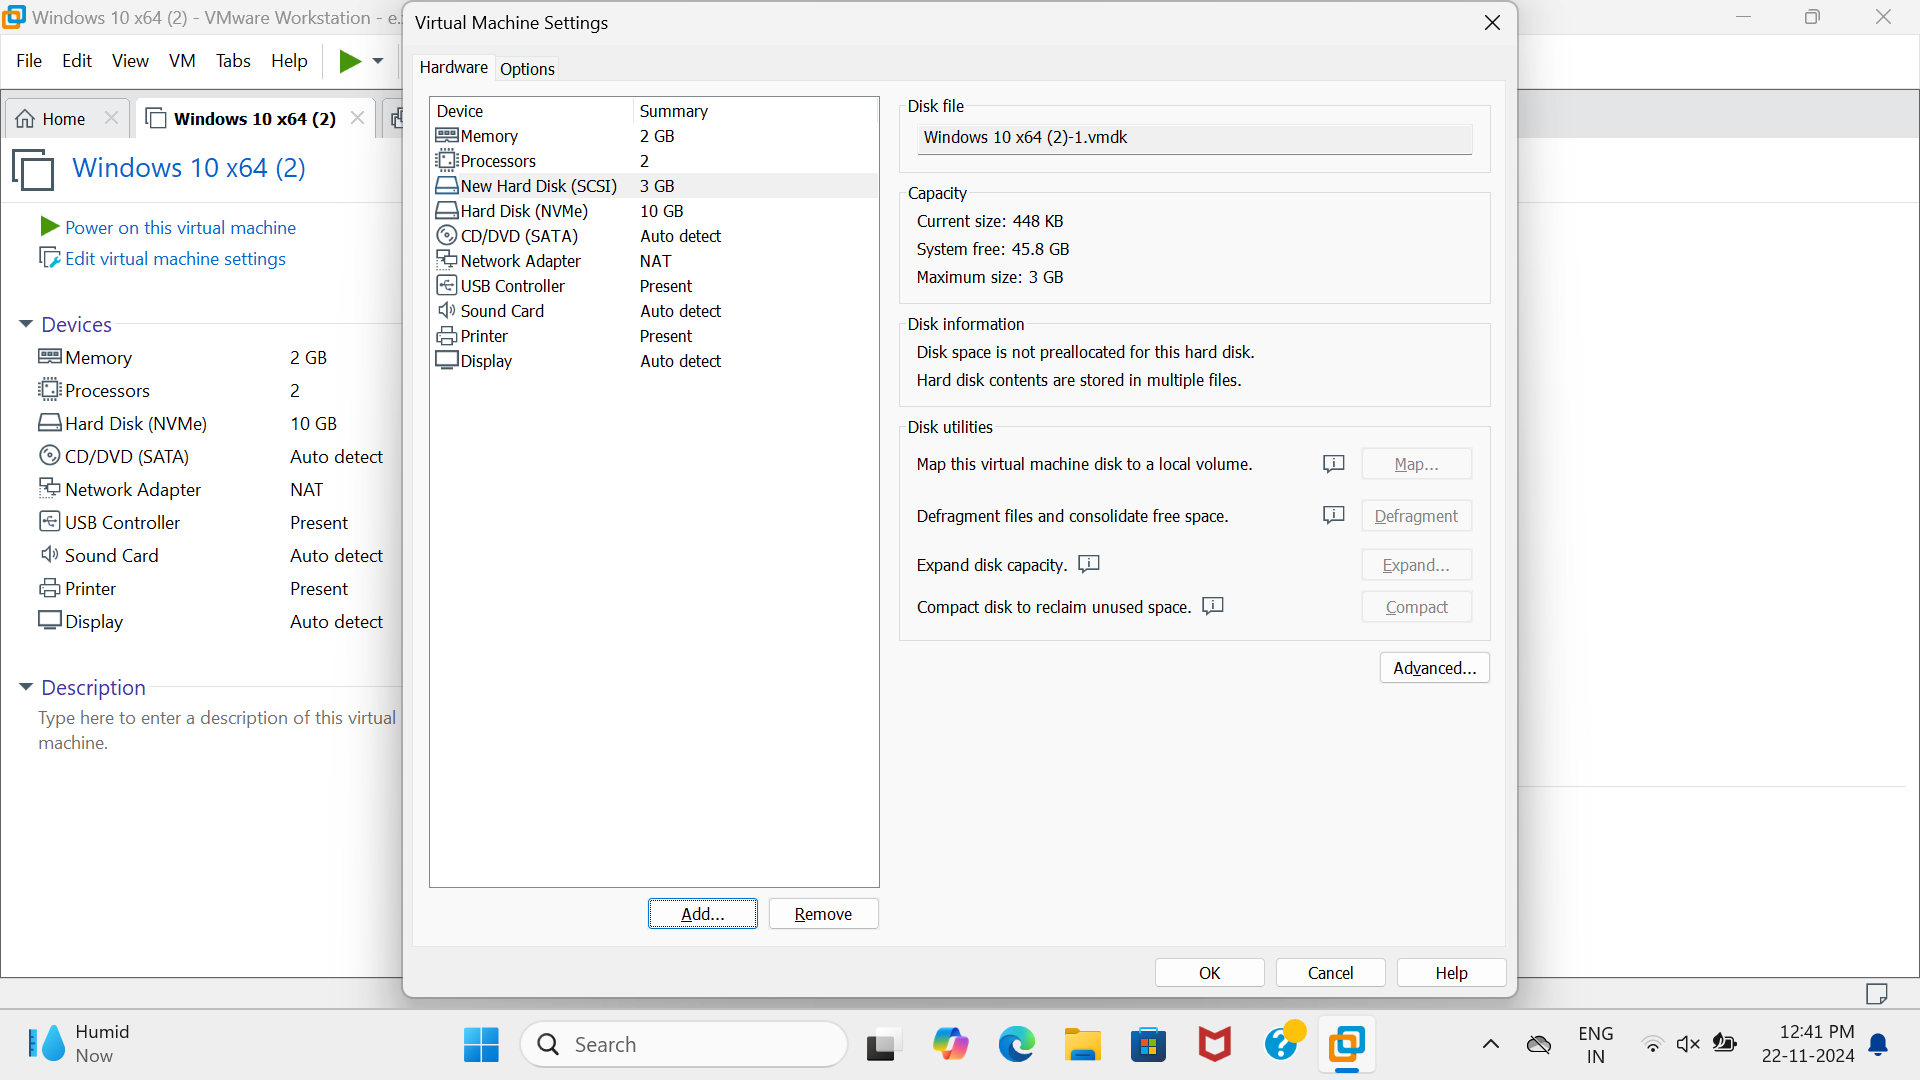 Windows 10 x64 (2) - VMware Workstation - e.
File Edit View VM Tabs Help
Home
Windows 10 x64 (2)
Windows 10 x64 (2)
Power on this virtual machine
Edit virtual machine settings
Devices
Memory 2 GB
Processors 2
Hard Disk (NVMe) 10 GB
CD/DVD (SATA) Auto detect
Network Adapter NAT
USB Controller Present
Sound Card Auto detect
Printer Present
Display Auto detect
Description
Type here to enter a description of this virtual
machine.
Virtual Machine Settings
Hardware Options
Device Summary
Memory 2 GB
Processors 2
New Hard Disk (SCSI) 3 GB
Hard Disk (NVMe) 10 GB
CD/DVD (SATA) Auto detect
Network Adapter NAT
USB Controller Present
Sound Card Auto detect
Printer Present
Display Auto detect
Add... Remove
Disk file
Windows 10 x64 (2)-1.vmdk
Capacity
Current size: 448 KB
System free: 45.8 GB
Maximum size: 3 GB
Disk information
Disk space is not preallocated for this hard disk.
Hard disk contents are stored in multiple files.
Disk utilities
Map this virtual machine disk to a local volume. Map...
Defragment files and consolidate free space. Defragment
Expand disk capacity. Expand...
Compact disk to reclaim unused space. Compact
Advanced...
OK Cancel Help
Humid
Now
Search
ENG
IN
12:41 PM
22-11-2024